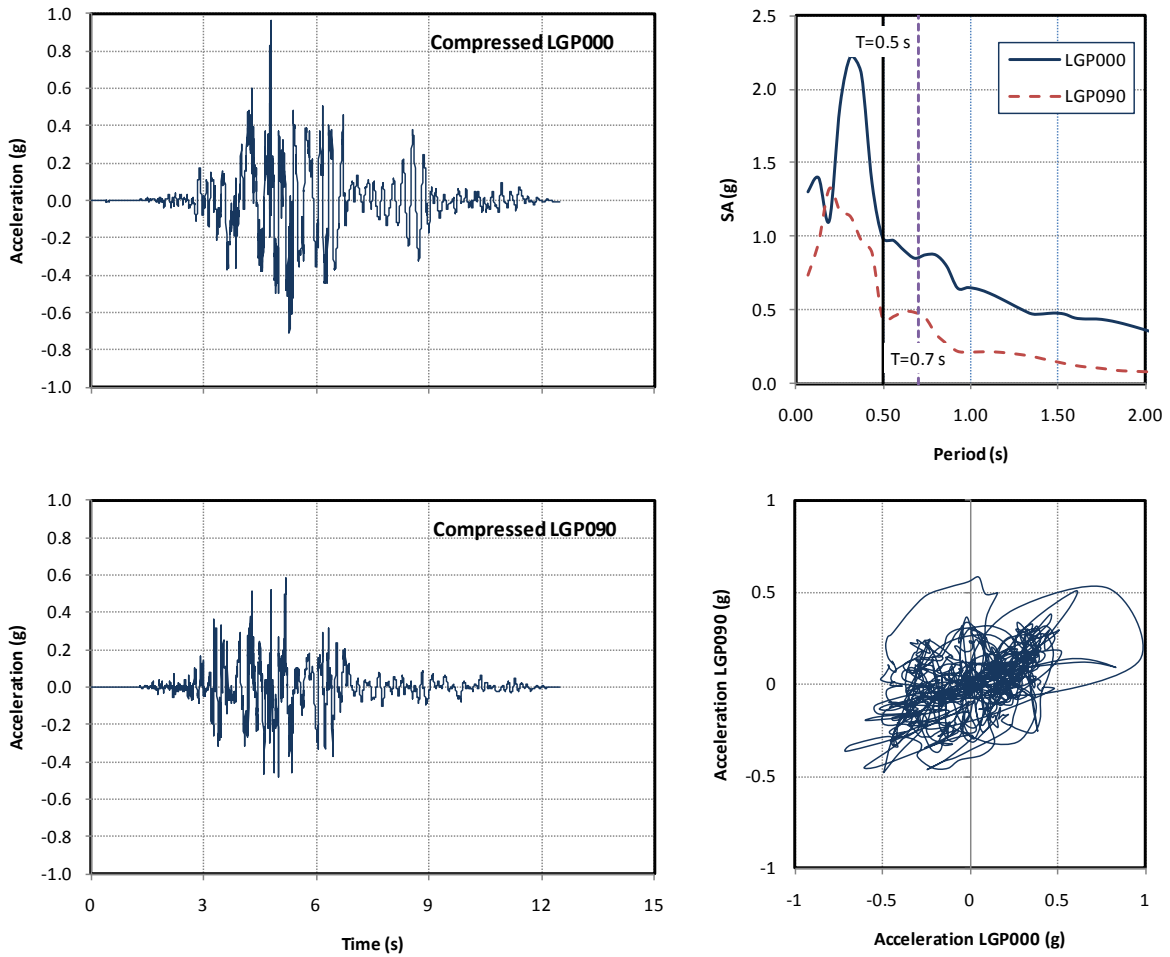 Compressed LGP000
1.0
0.8
0.6
0.4
0.2
0.0
-0.2
-0.4
-0.6
-0.8
-1.0
Acceleration (g)
2.5
2.0
1.5
1.0
0.5
0.0
SA (g)
T=0.5 s
T=0.7 s
LGP000
LGP090
0.00 0.50 1.00 1.50 2.00
Period (s)
Compressed LGP090
1.0
0.8
0.6
0.4
0.2
0.0
-0.2
-0.4
-0.6
-0.8
-1.0
Acceleration (g)
0 3 6 9 12 15
Time (s)
1
0.5
0
-0.5
-1
Acceleration LGP090 (g)
-1 -0.5 0 0.5 1
Acceleration LGP000 (g)